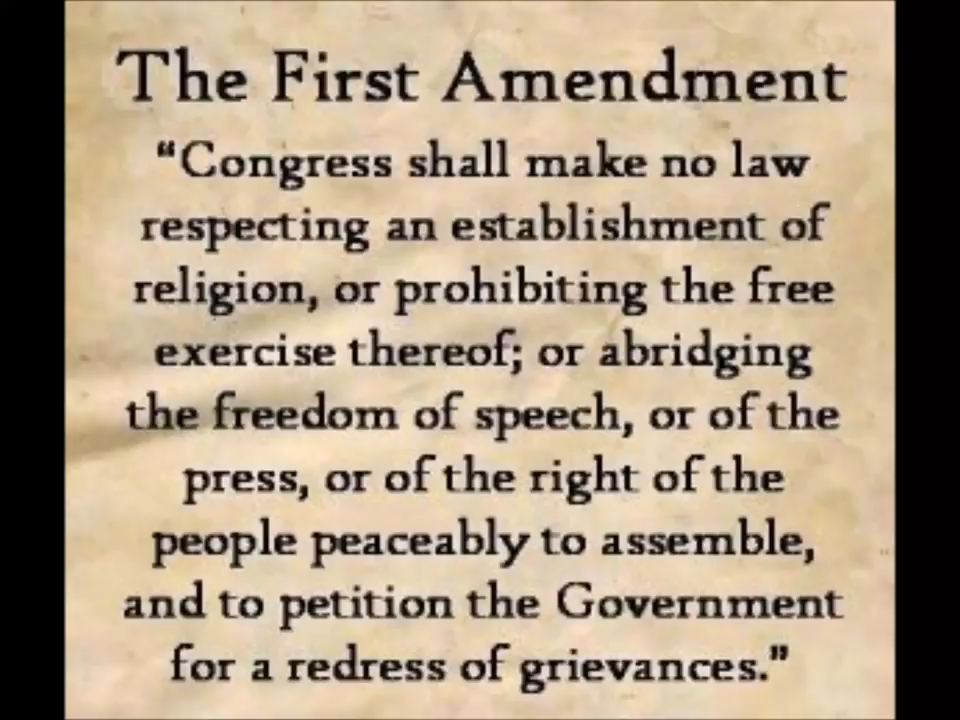 The First Amendment
“Congress shall make no law
respecting an establishment of
religion, or prohibiting the free
exercise thereof; or abridging
the freedom of speech, or of the
press, or of the right of the
people peaceably to assemble,
and to petition the Government
for a redress of grievances.”